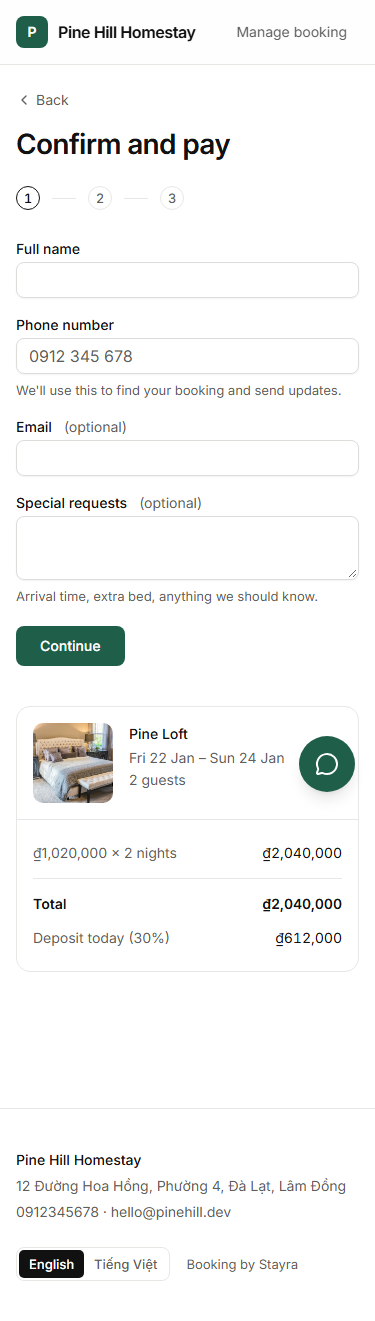 P Pine Hill Homestay Manage booking
Back
Confirm and pay
1 2 3
Full name
Phone number
0912 345 678
We'll use this to find your booking and send updates.
Email (optional)
Special requests (optional)
Arrival time, extra bed, anything we should know.
Continue
Pine Loft
Fri 22 Jan – Sun 24 Jan
2 guests
₫1,020,000 × 2 nights ₫2,040,000
Total ₫2,040,000
Deposit today (30%) ₫612,000
Pine Hill Homestay
12 Đường Hoa Hồng, Phường 4, Đà Lạt, Lâm Đồng
0912345678 · hello@pinehill.dev
English Tiếng Việt Booking by Stayra